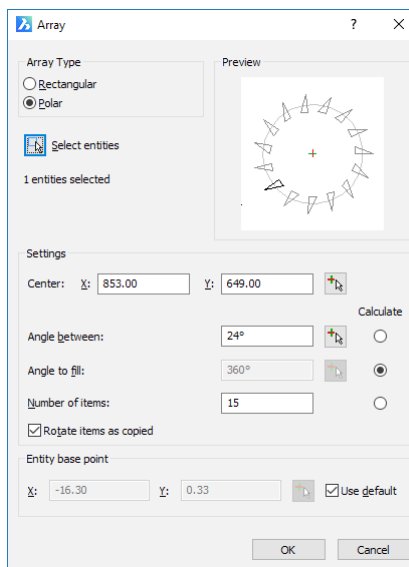 Array ? X
Array Type
Rectangular
Polar
Preview
Select entities
1 entities selected
Settings
Center: X: 853.00 Y: 649.00
Calculate
Angle between: 24°
Angle to fill: 360°
Number of items: 15
Rotate items as copied
Entity base point
X: -16.30 Y: 0.33 Use default
OK Cancel